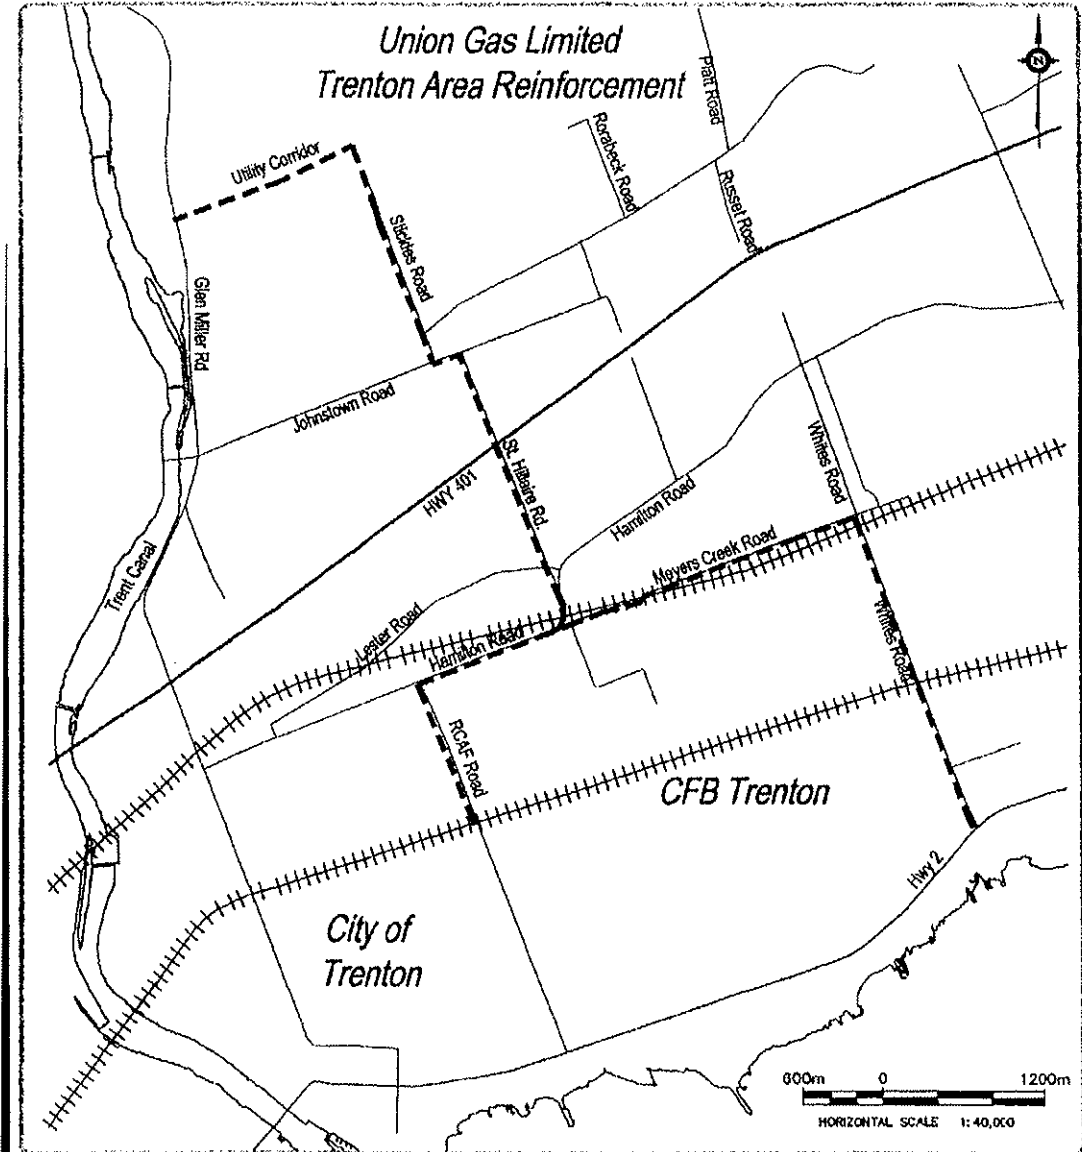 Union Gas Limited
Trenton Area Reinforcement
N
Platt Road
Rorabeck Road
Utility Corridor
Russet Road
Stickles Road
Glen Miller Rd
Johnstown Road
Whites Road
St. Hillaire Rd.
HWY 401
Hamilton Road
Meyers Creek Road
Trent Canal
Lester Road
Hamilton Road
Whites Road
RCAF Road
CFB Trenton
Hwy 2
City of
Trenton
600m 0 1200m
HORIZONTAL SCALE 1:40,000